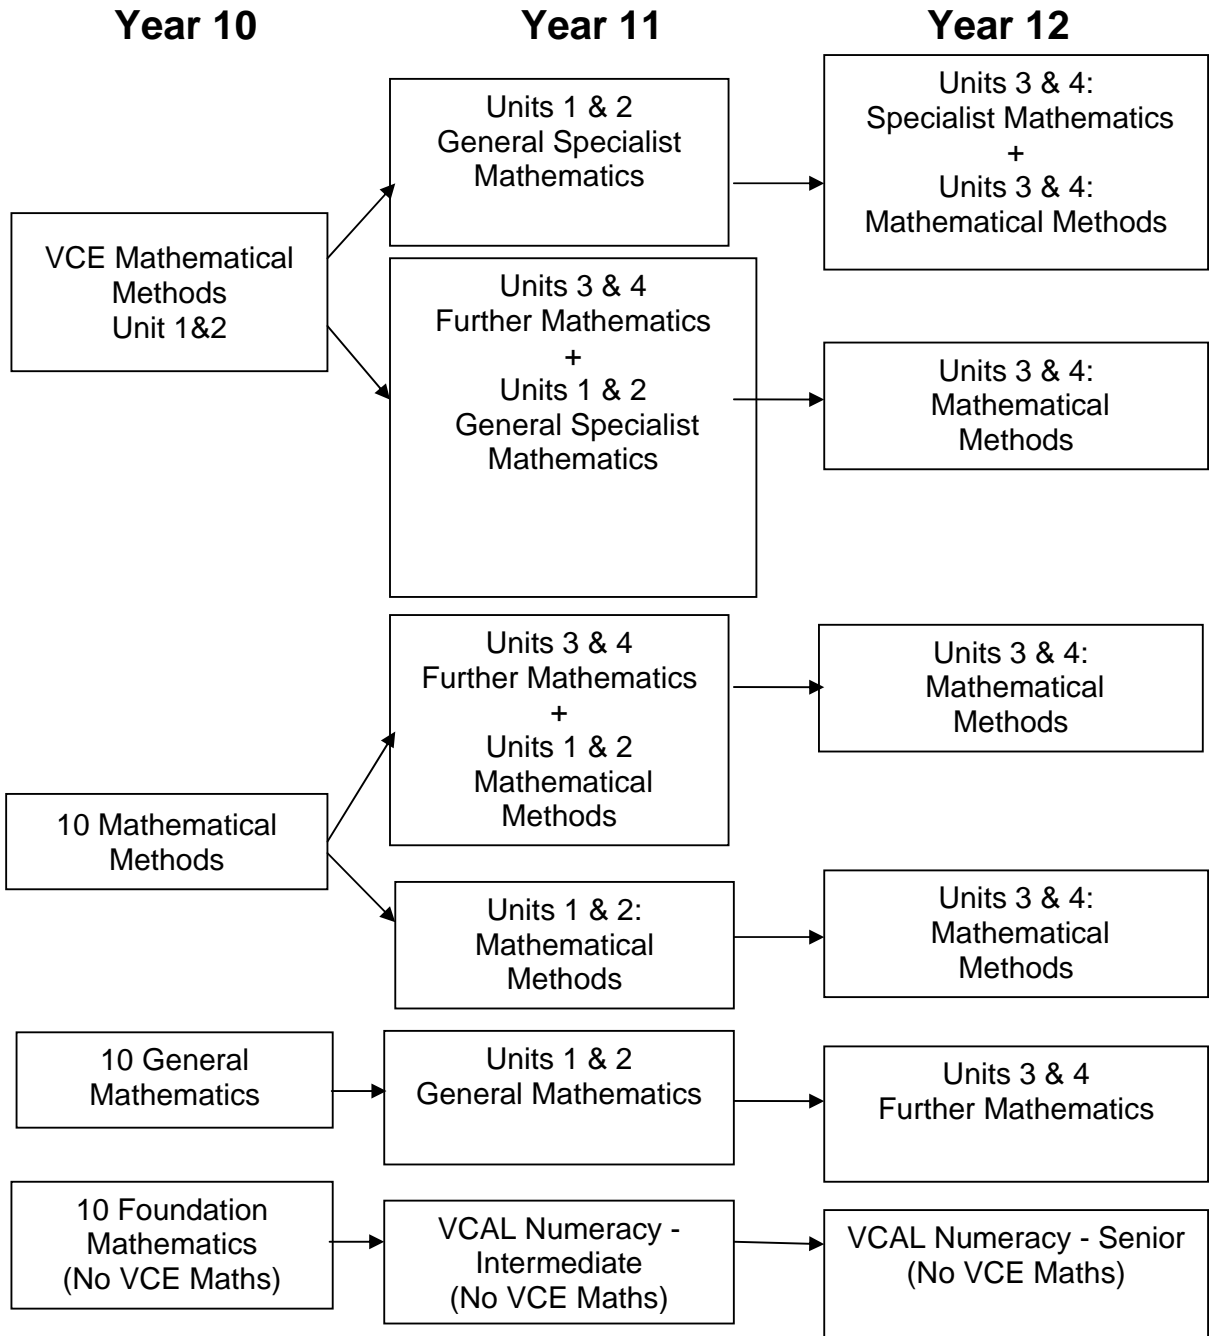 Year 10
Year 11
Year 12
VCE Mathematical
Methods
Unit 1&2
Units 1 & 2
General Specialist
Mathematics
Units 3 & 4:
Specialist Mathematics
+
Units 3 & 4:
Mathematical Methods
Units 3 & 4
Further Mathematics
+
Units 1 & 2
General Specialist
Mathematics
Units 3 & 4:
Mathematical
Methods
10 Mathematical
Methods
Units 3 & 4
Further Mathematics
+
Units 1 & 2
Mathematical
Methods
Units 3 & 4:
Mathematical
Methods
Units 1 & 2:
Mathematical
Methods
Units 3 & 4:
Mathematical
Methods
10 General
Mathematics
Units 1 & 2
General Mathematics
Units 3 & 4
Further Mathematics
10 Foundation
Mathematics
(No VCE Maths)
VCAL Numeracy -
Intermediate
(No VCE Maths)
VCAL Numeracy - Senior
(No VCE Maths)